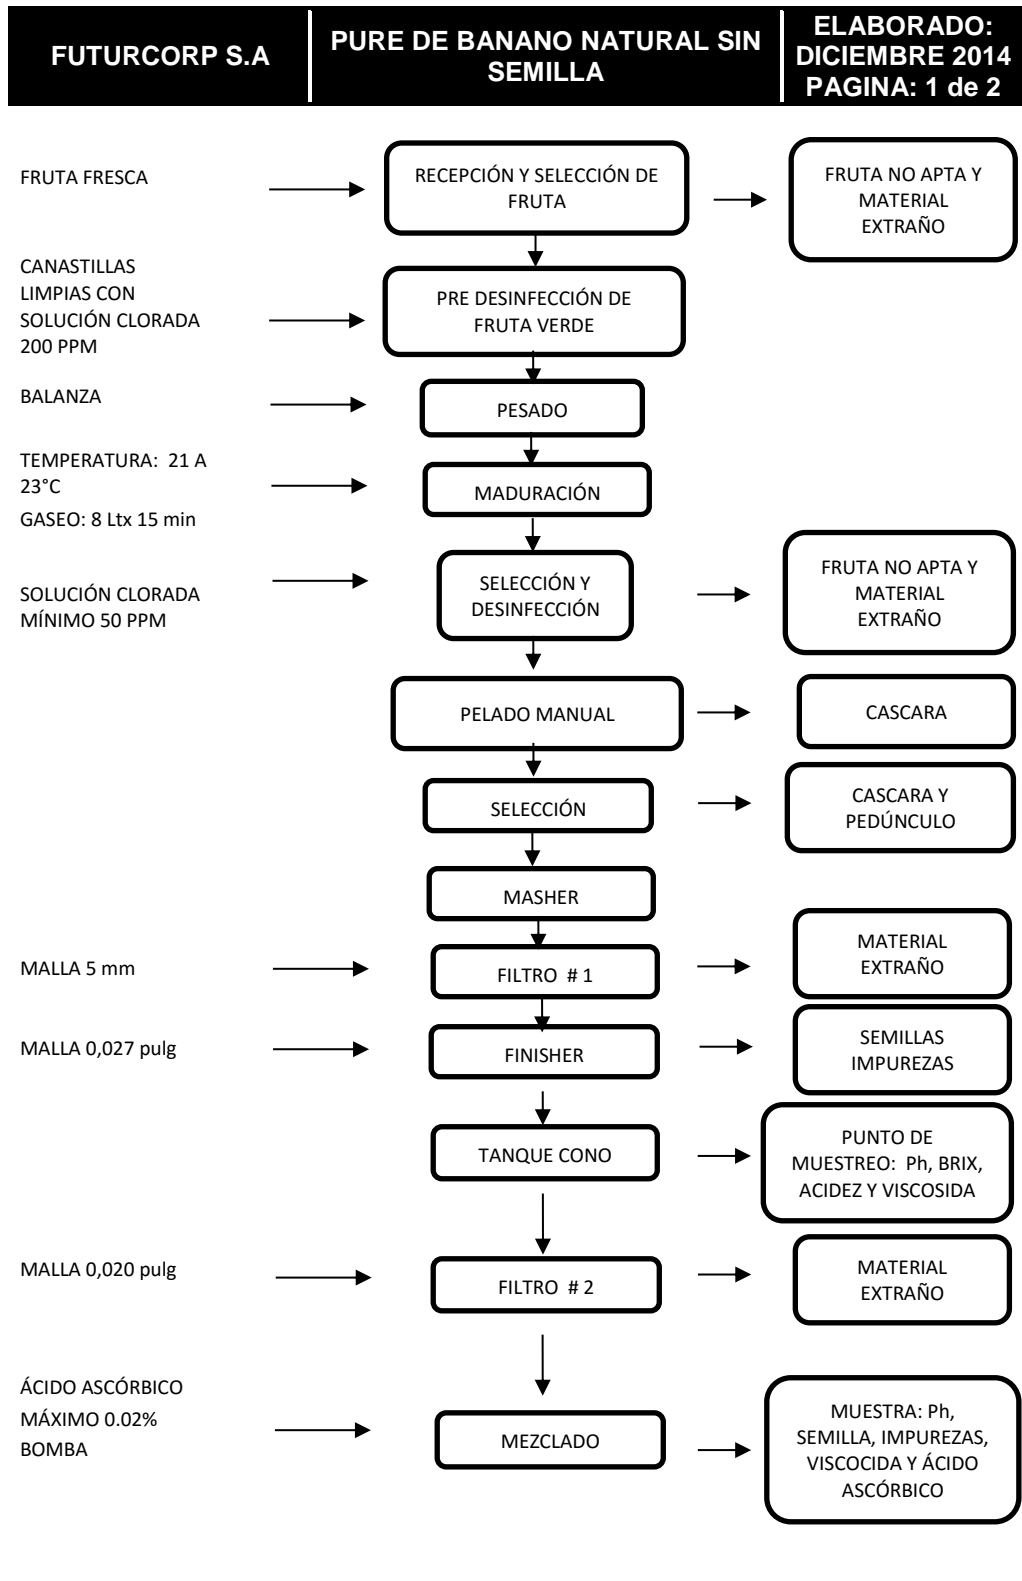 FUTURCORP S.A
PURE DE BANANO NATURAL SIN
SEMILLA
ELABORADO:
DICIEMBRE 2014
PAGINA: 1 de 2
FRUTA FRESCA
RECEPCIÓN Y SELECCIÓN DE
FRUTA
FRUTA NO APTA Y
MATERIAL
EXTRAÑO
CANASTILLAS
LIMPIAS CON
SOLUCIÓN CLORADA
200 PPM
PRE DESINFECCIÓN DE
FRUTA VERDE
BALANZA
PESADO
TEMPERATURA: 21 A
23°C
GASEO: 8 Ltx 15 min
MADURACIÓN
SOLUCIÓN CLORADA
MÍNIMO 50 PPM
SELECCIÓN Y
DESINFECCIÓN
FRUTA NO APTA Y
MATERIAL
EXTRAÑO
PELADO MANUAL
CASCARA
SELECCIÓN
CASCARA Y
PEDÚNCULO
MASHER
MALLA 5 mm
FILTRO # 1
MATERIAL
EXTRAÑO
MALLA 0,027 pulg
FINISHER
SEMILLAS
IMPUREZAS
TANQUE CONO
PUNTO DE
MUESTREO: Ph, BRIX,
ACIDEZ Y VISCOSIDA
MALLA 0,020 pulg
FILTRO # 2
MATERIAL
EXTRAÑO
ÁCIDO ASCÓRBICO
MÁXIMO 0.02%
BOMBA
MEZCLADO
MUESTRA: Ph,
SEMILLA, IMPUREZAS,
VISCOCIDA Y ÁCIDO
ASCÓRBICO